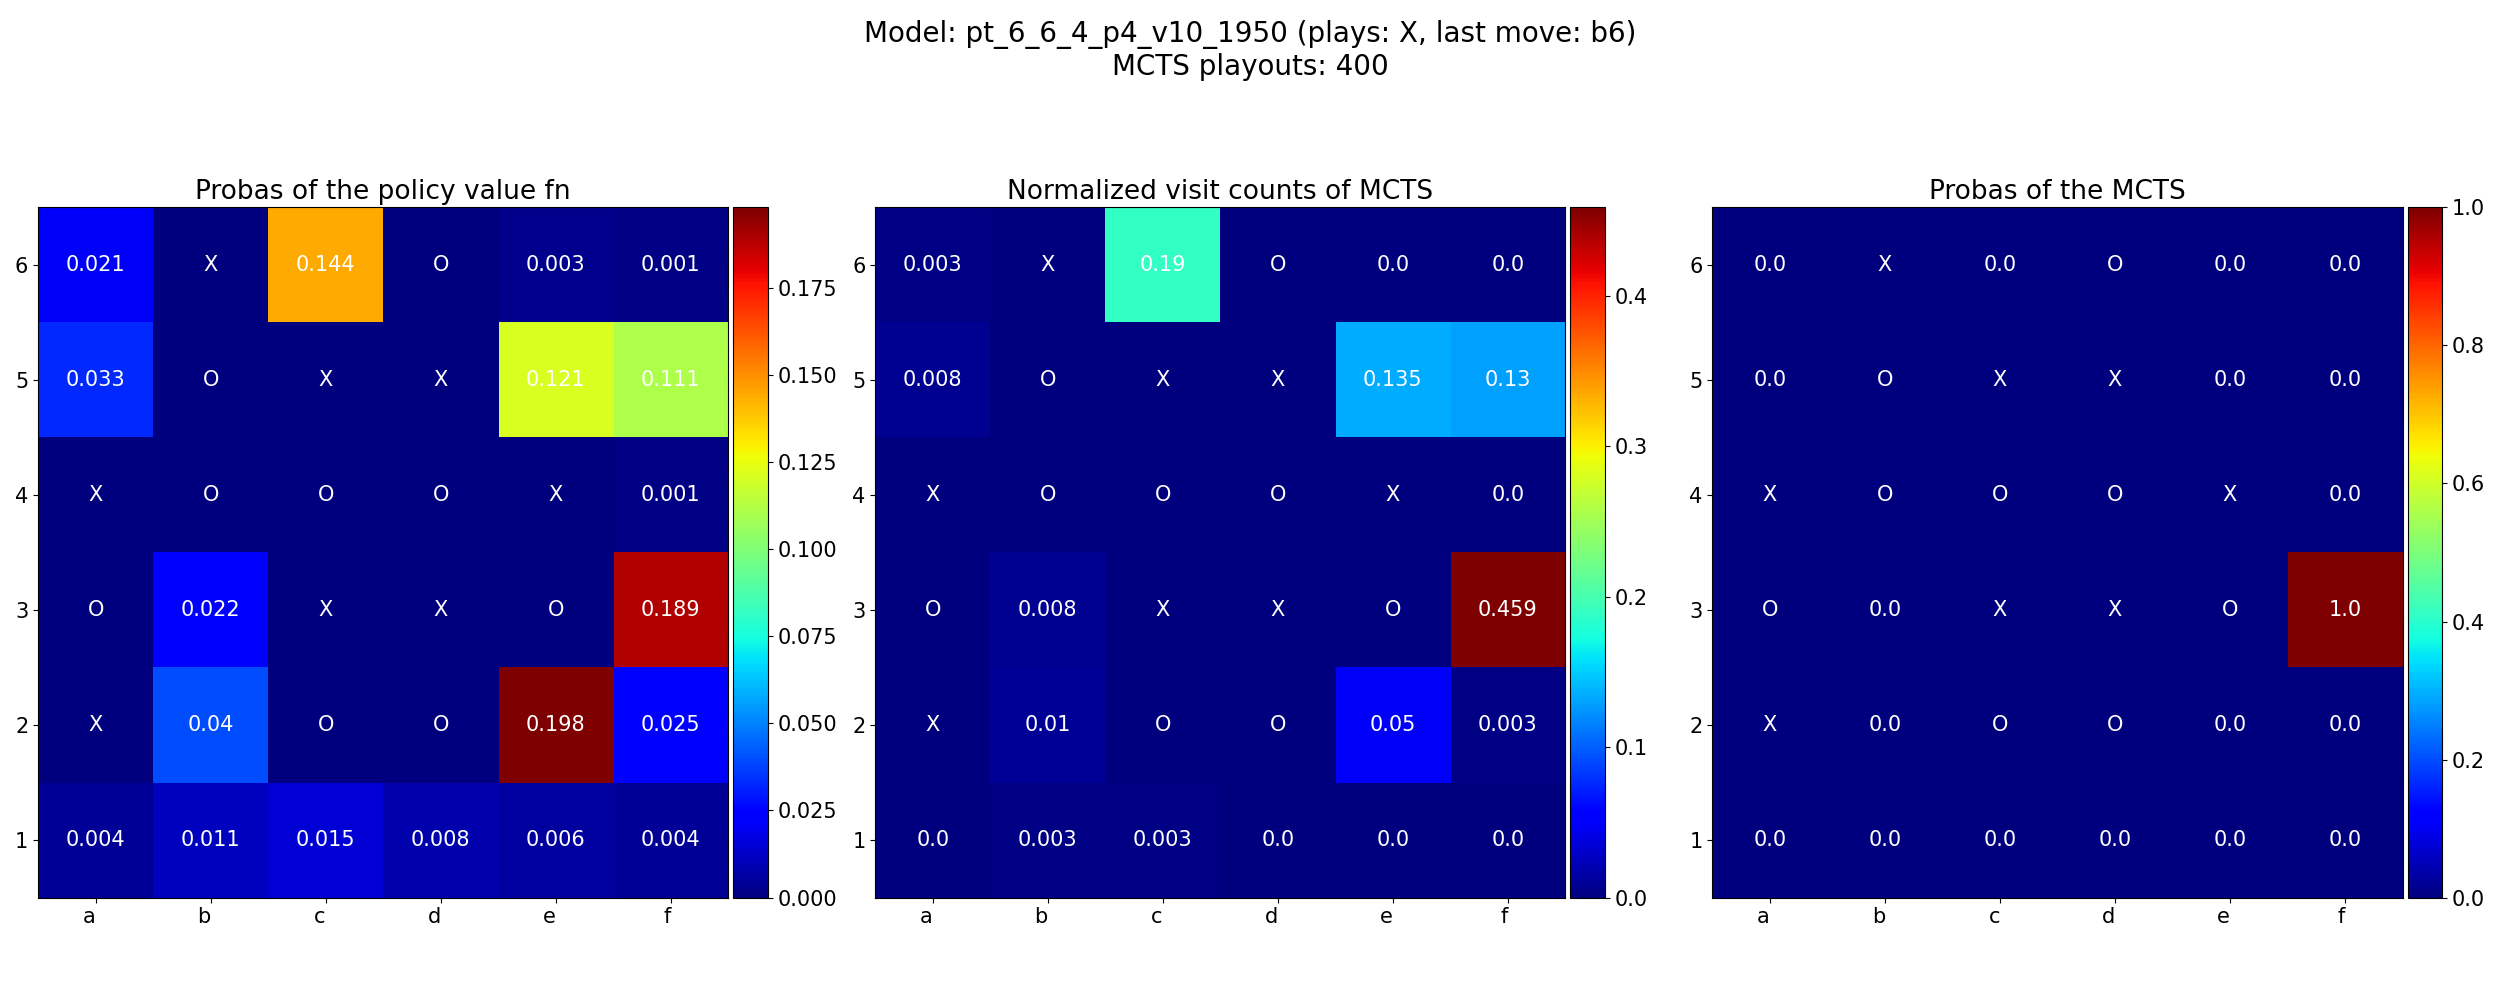 Model: pt_6_6_4_p4_v10_1950 (plays: X, last move: b6)
MCTS playouts: 400
Probas of the policy value fn
6 0.021 X 0.144 O 0.003 0.001
5 0.033 O X X 0.121 0.111
4 X O O O X 0.001
3 O 0.022 X X O 0.189
2 X 0.04 O O 0.198 0.025
1 0.004 0.011 0.015 0.008 0.006 0.004
a b c d e f
0.175
0.150
0.125
0.100
0.075
0.050
0.025
0.000
Normalized visit counts of MCTS
6 0.003 X 0.19 O 0.0 0.0
5 0.008 O X X 0.135 0.13
4 X O O O X 0.0
3 O 0.008 X X O 0.459
2 X 0.01 O O 0.05 0.003
1 0.0 0.003 0.003 0.0 0.0 0.0
a b c d e f
0.4
0.3
0.2
0.1
0.0
Probas of the MCTS
6 0.0 X 0.0 O 0.0 0.0
5 0.0 O X X 0.0 0.0
4 X O O O X 0.0
3 O 0.0 X X O 1.0
2 X 0.0 O O 0.0 0.0
1 0.0 0.0 0.0 0.0 0.0 0.0
a b c d e f
1.0
0.8
0.6
0.4
0.2
0.0